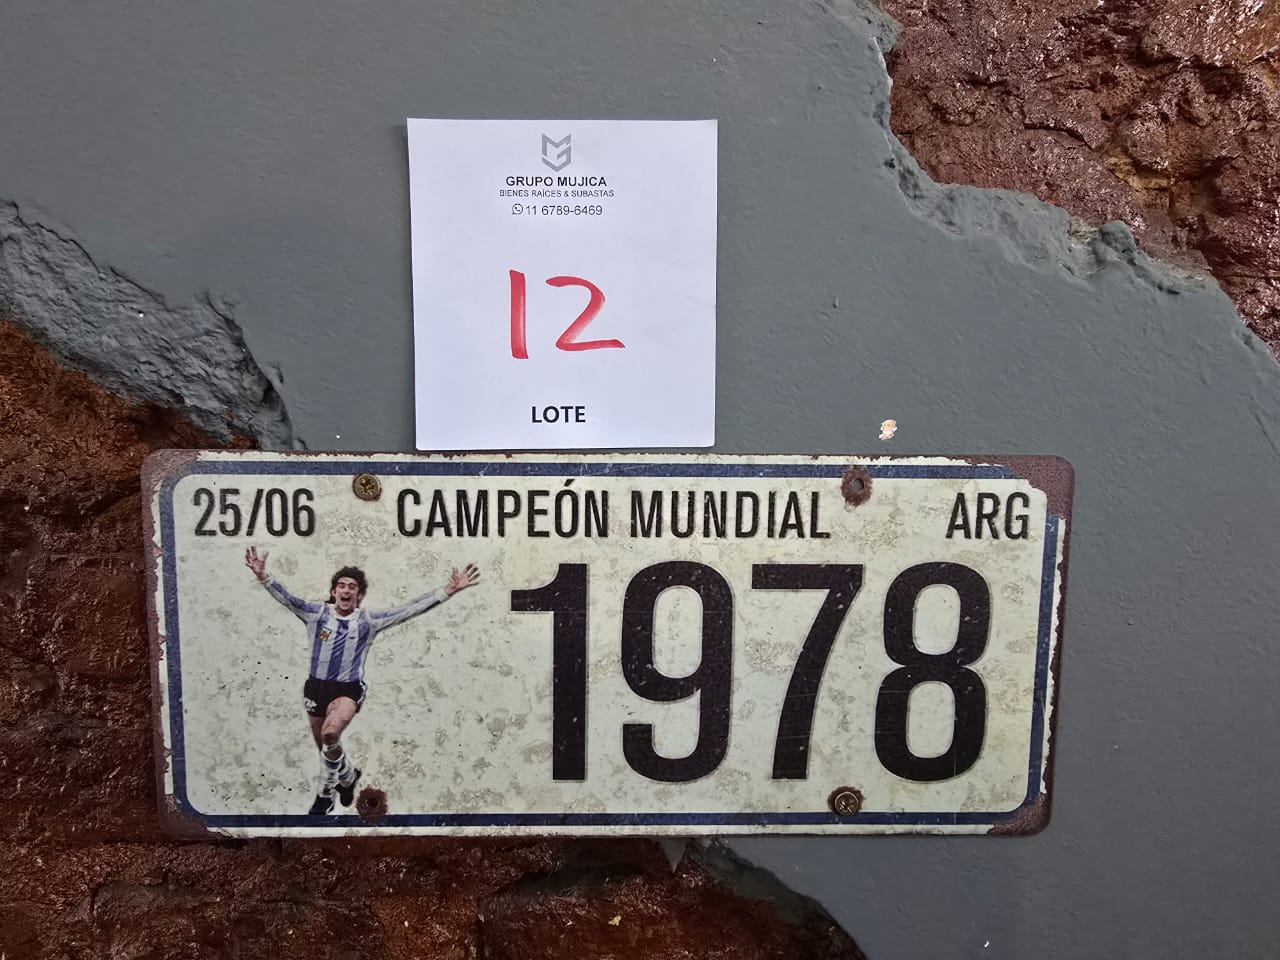 GRUPO MUJICA
BIENES RAÍCES & SUBASTAS
11 6789-6469
12
LOTE
25/06 CAMPEÓN MUNDIAL ARG
1978